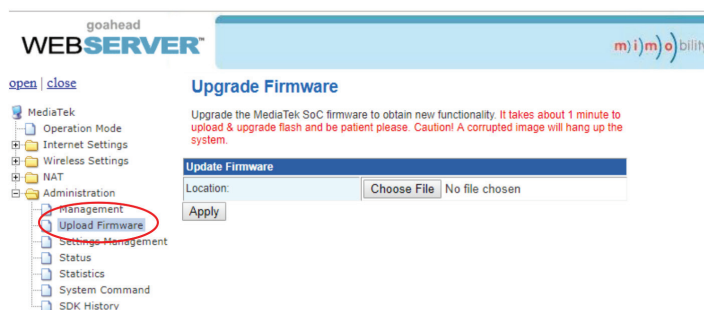 goahead
WEBSERVER™
m)i)m)o)bility
open | close
MediaTek
Operation Mode
Internet Settings
Wireless Settings
NAT
Administration
Management
Upload Firmware
Settings Management
Status
Statistics
System Command
SDK History
Upgrade Firmware
Upgrade the MediaTek SoC firmware to obtain new functionality. It takes about 1 minute to
upload & upgrade flash and be patient please. Caution! A corrupted image will hang up the
system.
Update Firmware
Location: Choose File No file chosen
Apply